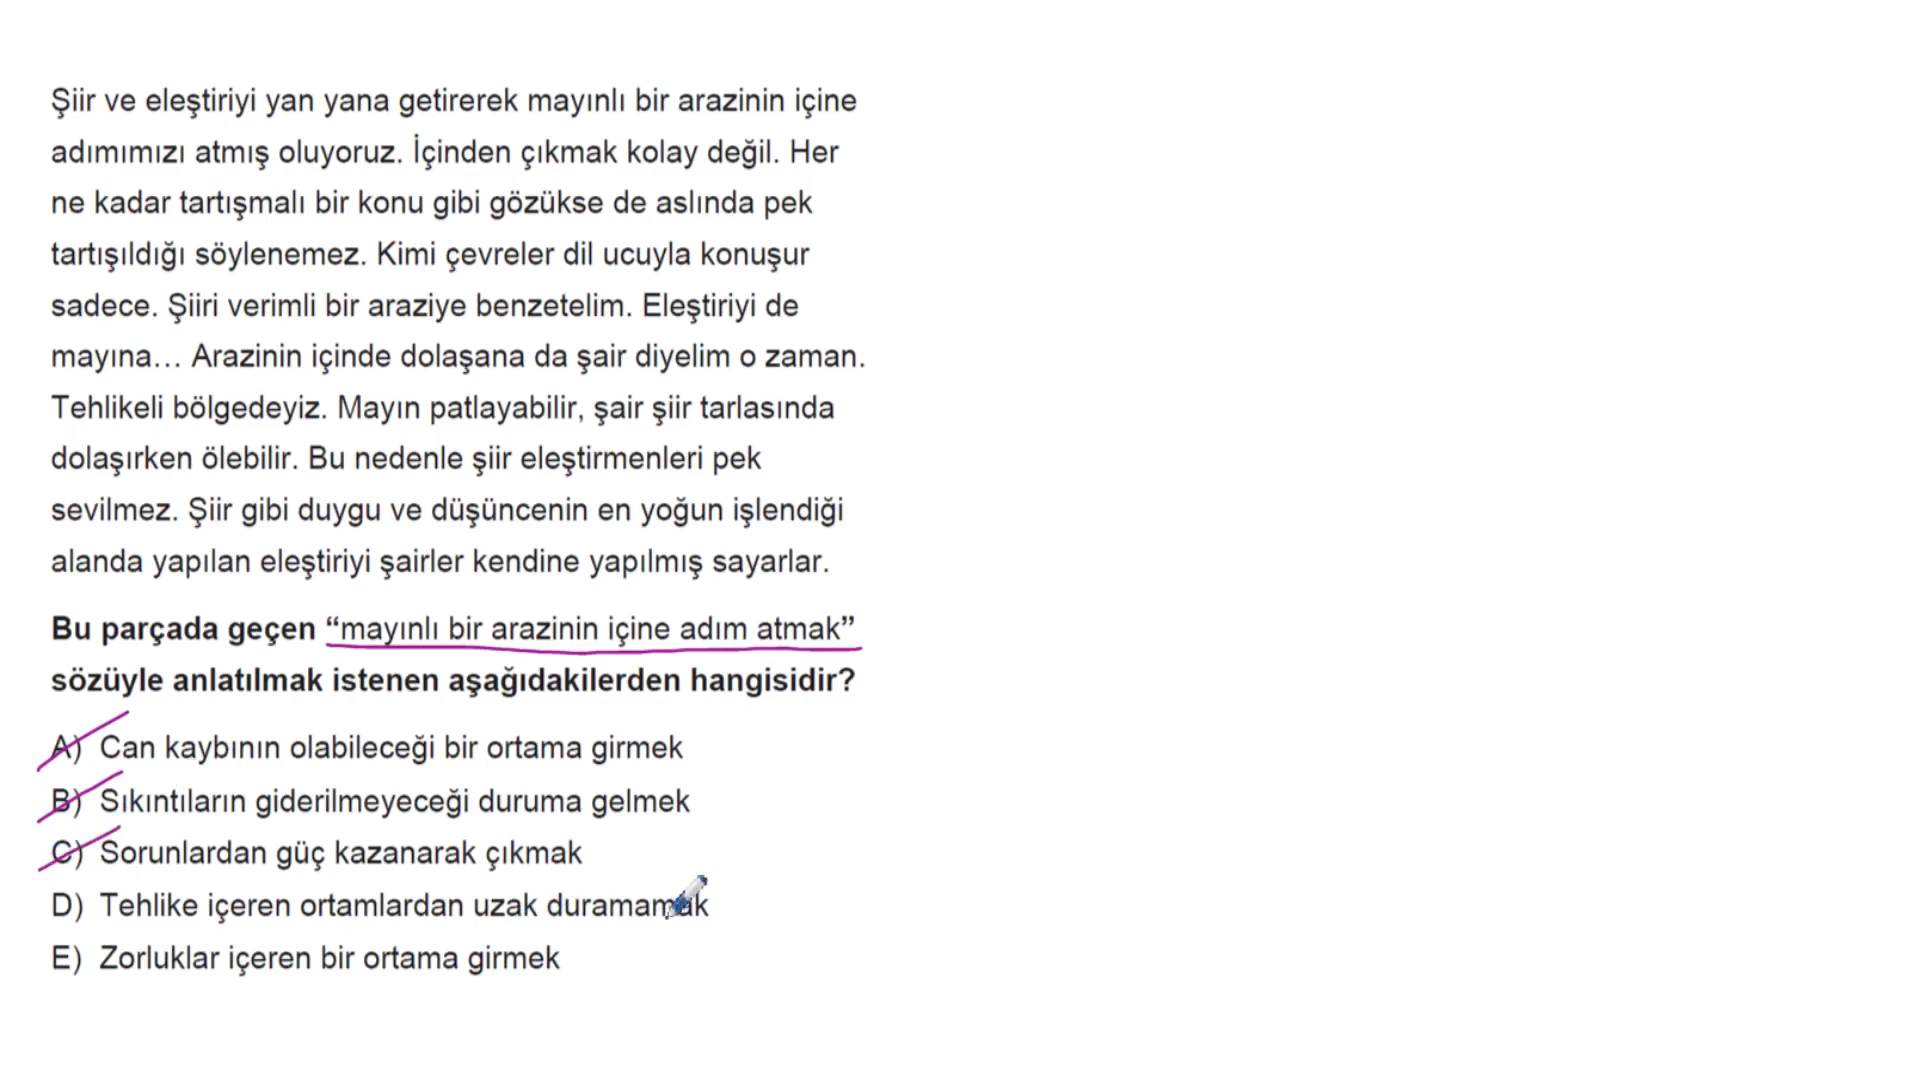 Şiir ve eleştiriyi yan yana getirerek mayınlı bir arazinin içine
adımımızı atmış oluyoruz. İçinden çıkmak kolay değil. Her
ne kadar tartışmalı bir konu gibi gözükse de aslında pek
tartışıldığı söylenemez. Kimi çevreler dil ucuyla konuşur
sadece. Şiiri verimli bir araziye benzetelim. Eleştiriyi de
mayına… Arazinin içinde dolaşana da şair diyelim o zaman.
Tehlikeli bölgedeyiz. Mayın patlayabilir, şair şiir tarlasında
dolaşırken ölebilir. Bu nedenle şiir eleştirmenleri pek
sevilmez. Şiir gibi duygu ve düşüncenin en yoğun işlendiği
alanda yapılan eleştiriyi şairler kendine yapılmış sayarlar.
Bu parçada geçen “mayınlı bir arazinin içine adım atmak”
sözüyle anlatılmak istenen aşağıdakilerden hangisidir?
A) Can kaybının olabileceği bir ortama girmek
B) Sıkıntıların giderilmeyeceği duruma gelmek
C) Sorunlardan güç kazanarak çıkmak
D) Tehlike içeren ortamlardan uzak duramamak
E) Zorluklar içeren bir ortama girmek